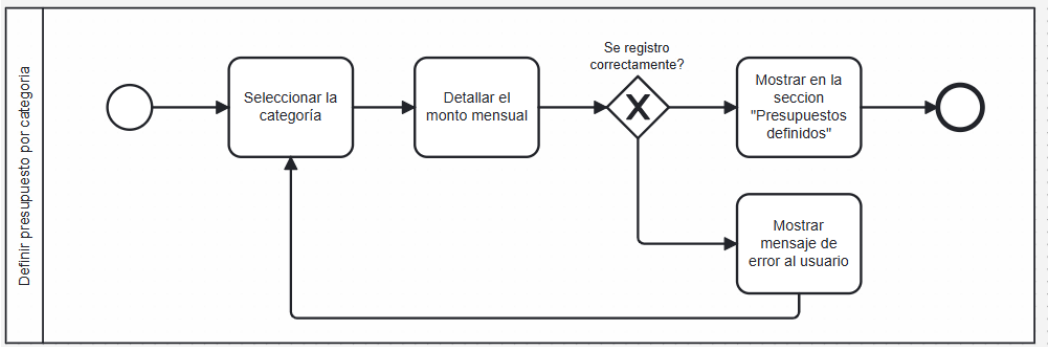 Definir presupuesto por categoria
Seleccionar la
categoría
Detallar el
monto mensual
Se registro
correctamente?
Mostrar en la
seccion
"Presupuestos
definidos"
Mostrar
mensaje de
error al usuario